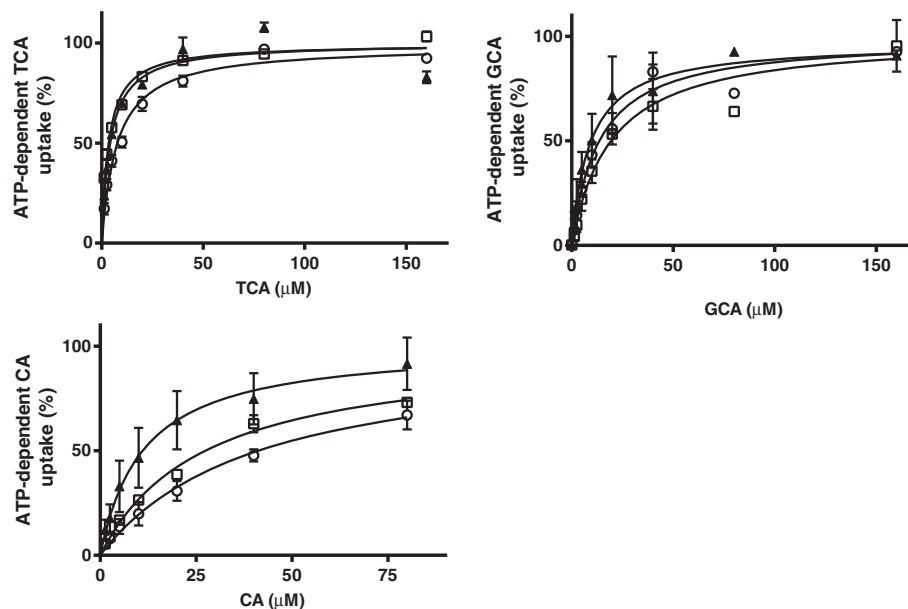 ATP-dependent TCA
uptake (%)
100
50
0
0
50
100
150
TCA (μM)
ATP-dependent GCA
uptake (%)
100
50
0
0
50
100
150
GCA (μM)
ATP-dependent CA
uptake (%)
100
50
0
0
25
50
75
CA (μM)